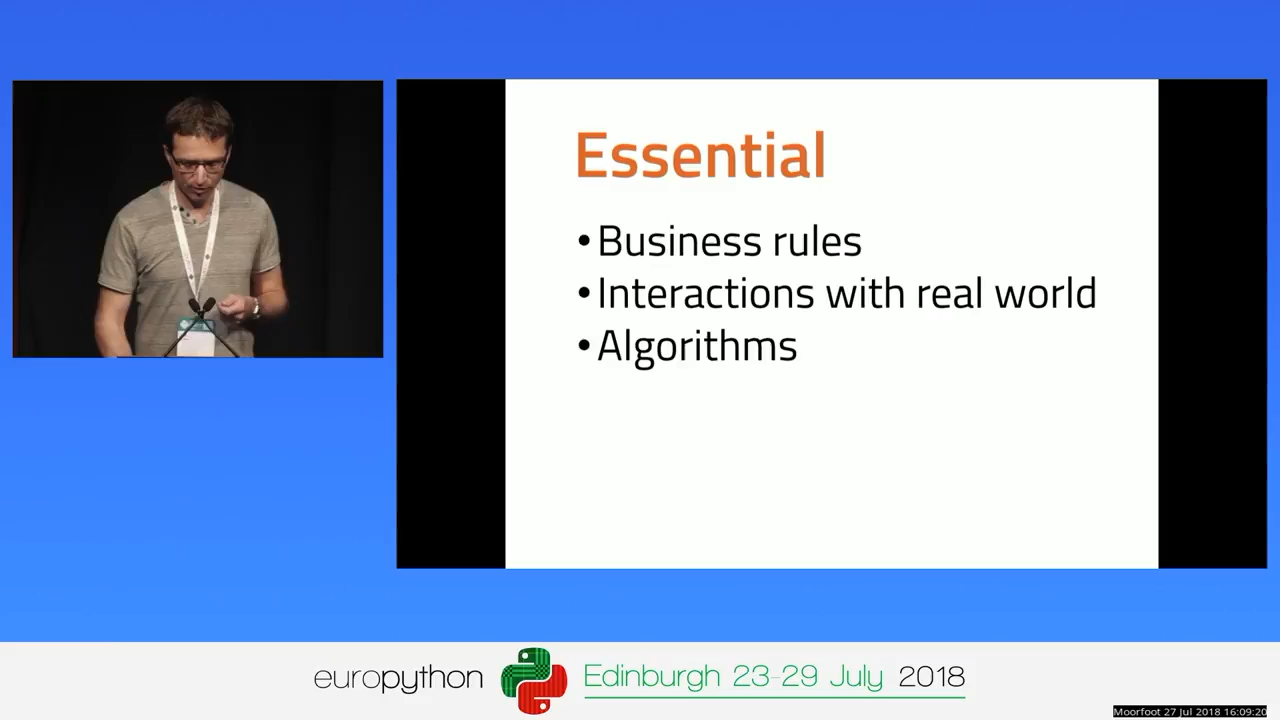 Essential
• Business rules
• Interactions with real world
• Algorithms
europython Edinburgh 23-29 July 2018
Moorfoot 27 Jul 2018 16:09:20